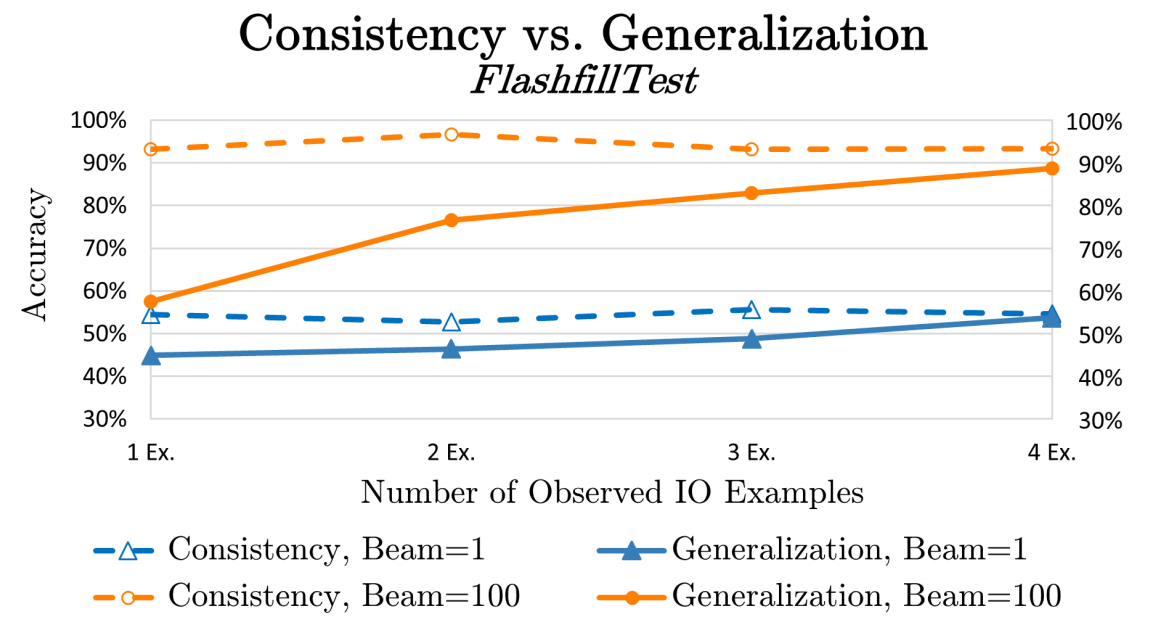 Consistency vs. Generalization
FlashfillTest
100% 100%
90% 90%
80% 80%
70% 70%
60% 60%
50% 50%
40% 40%
30% 30%
Accuracy
1 Ex. 2 Ex. 3 Ex. 4 Ex.
Number of Observed IO Examples
Consistency, Beam=1 Generalization, Beam=1
Consistency, Beam=100 Generalization, Beam=100